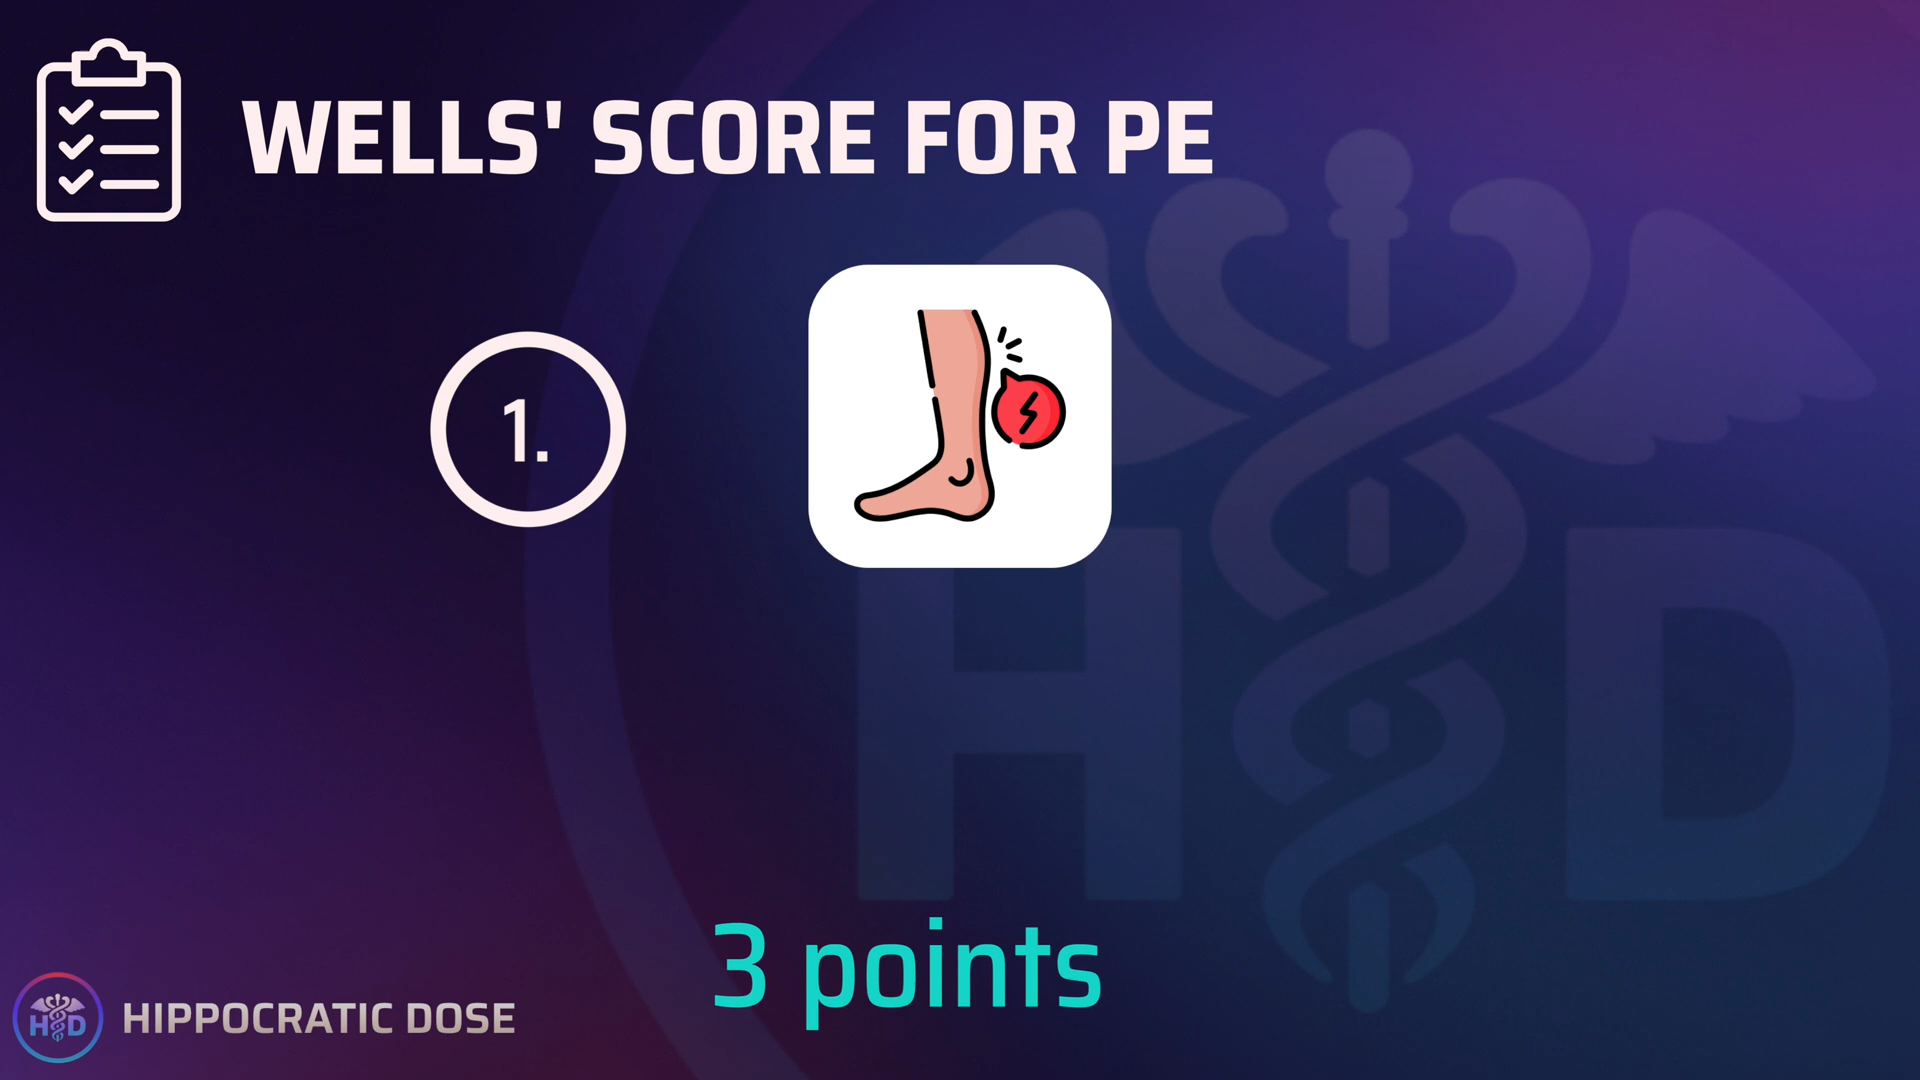 WELLS' SCORE FOR PE
1.
3 points
H D
HIPPOCRATIC DOSE
H D